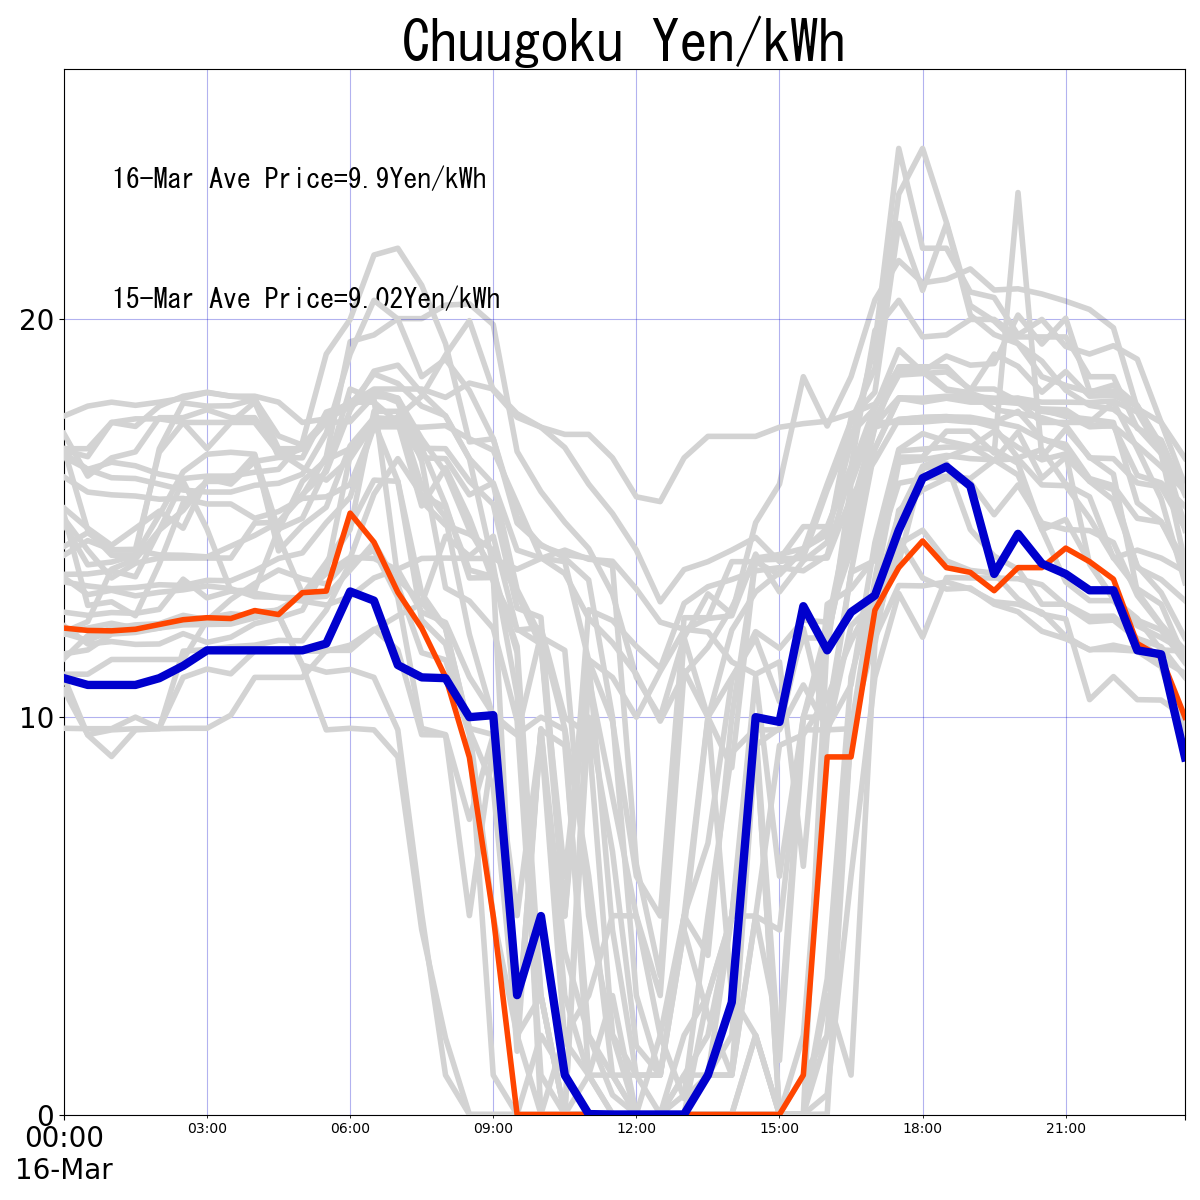 Chuugoku Yen/kWh
16-Mar Ave Price=9.9Yen/kWh
15-Mar Ave Price=9.02Yen/kWh
20
10
0
00:00 03:00 06:00 09:00 12:00 15:00 18:00 21:00
16-Mar